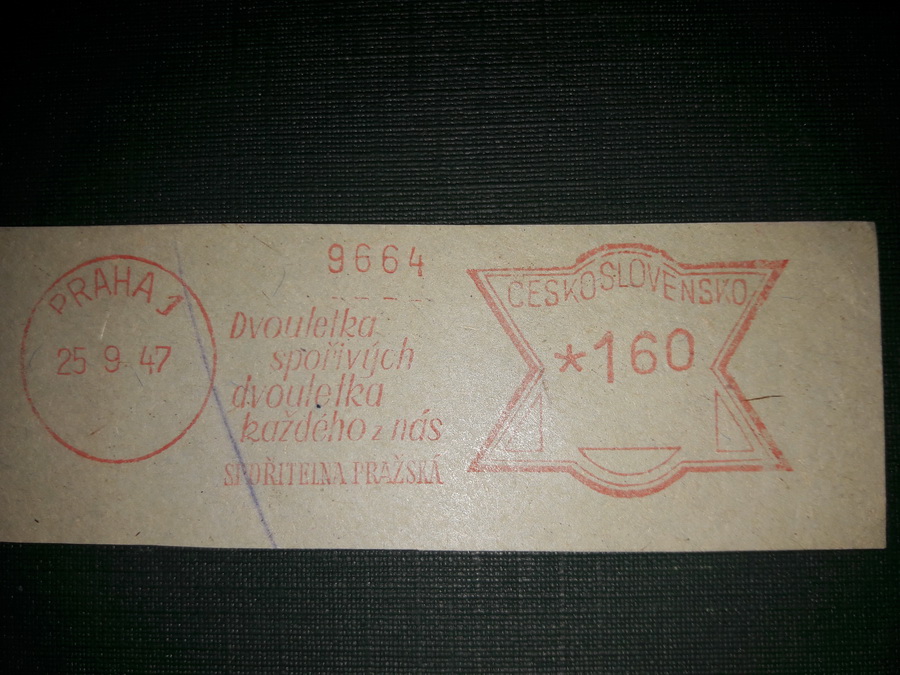 PRAHA 1
25 9 47
9664
Dvouletka
spořivých
dvouletka
každého z nás
SPOŘITELNA PRAŽSKÁ
ČESKOSLOVENSKO
*160